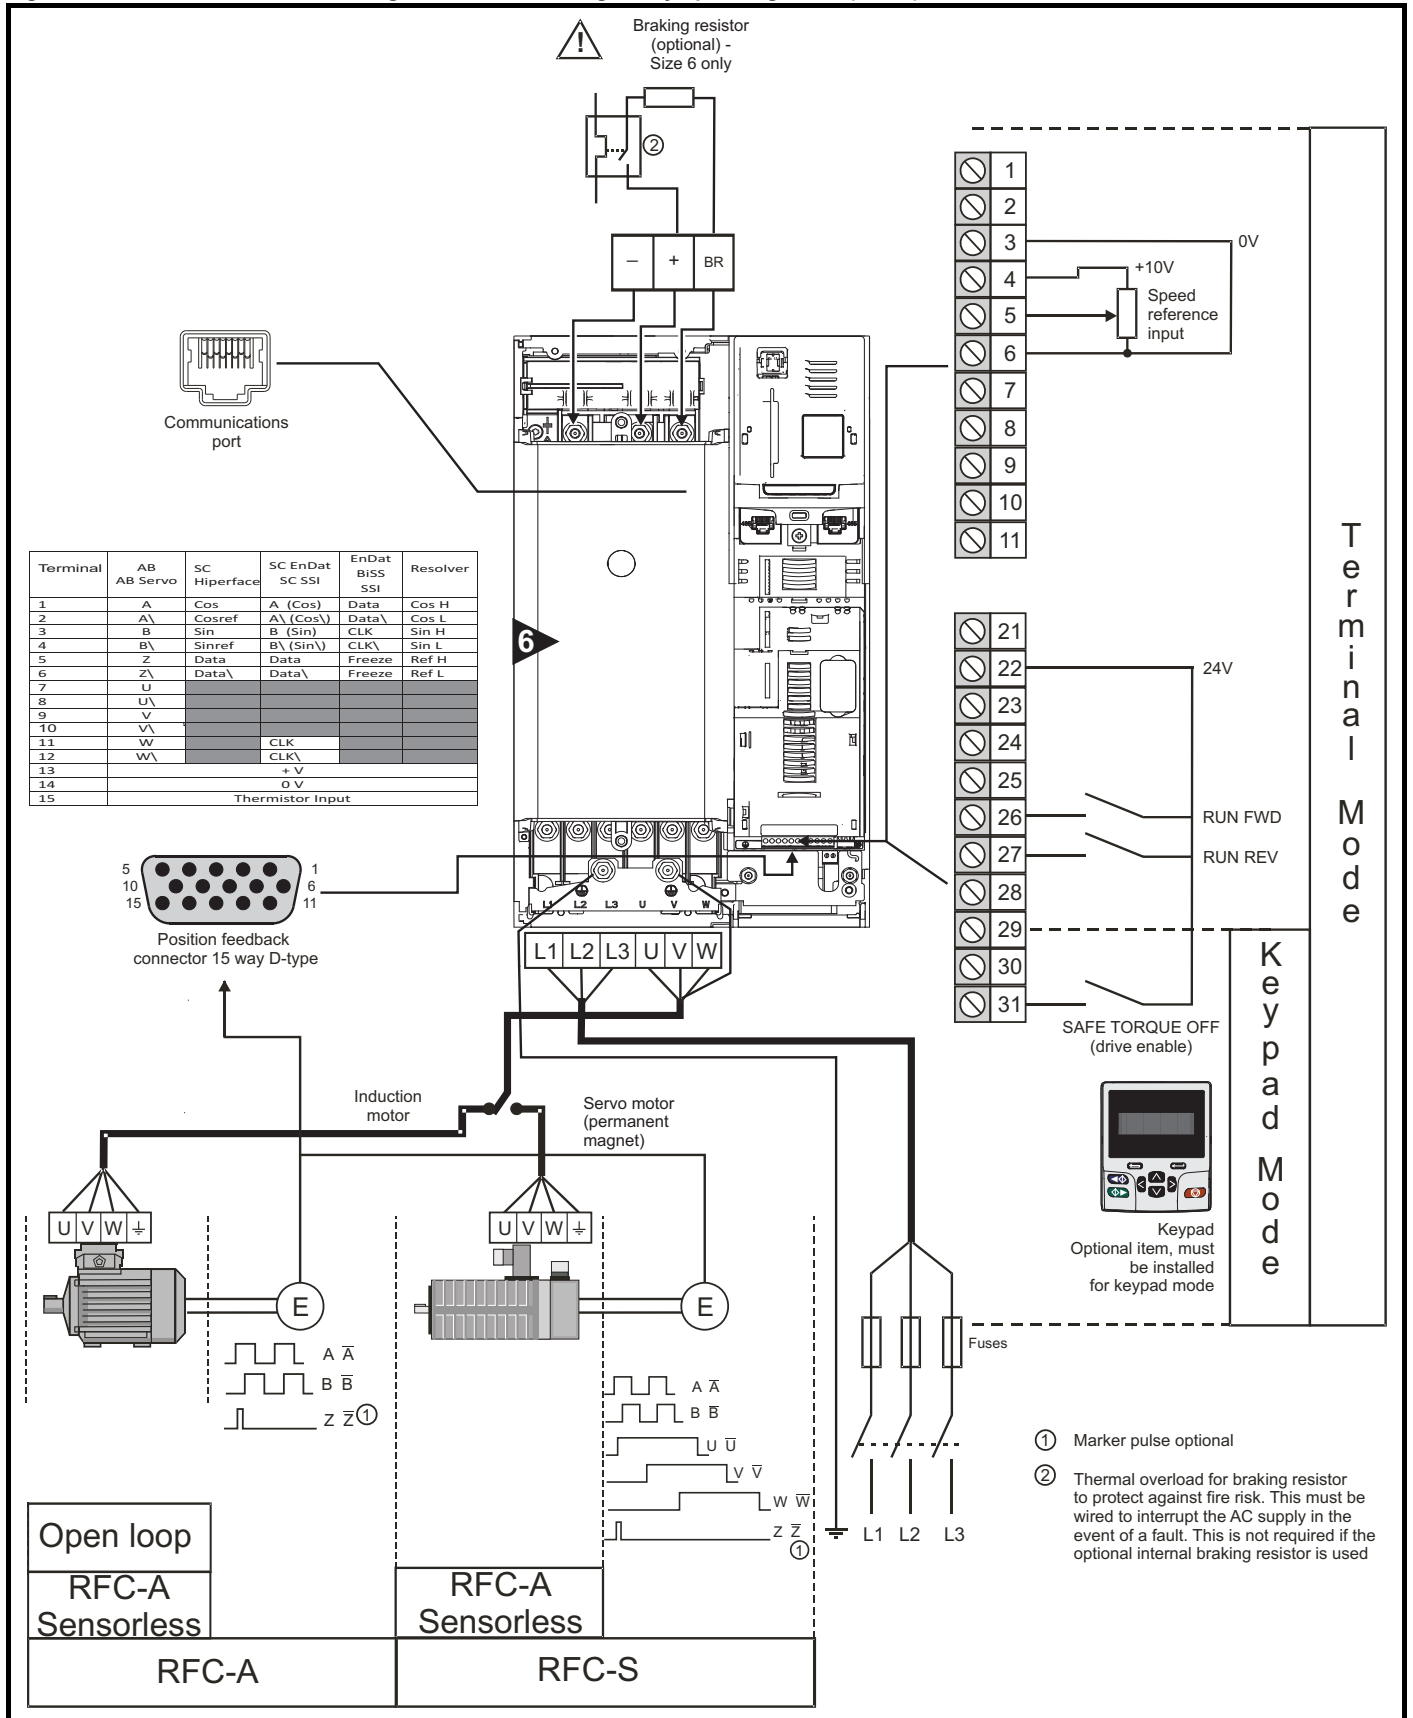 Braking resistor
(optional) -
Size 6 only
2
– + BR
Communications
port
1
2
3
4
5
6
7
8
9
10
11
0V
+10V
Speed
reference
input
21
22
23
24
25
26
27
28
29
30
31
24V
RUN FWD
RUN REV
SAFE TORQUE OFF
(drive enable)
Terminal Mode
Keypad Mode
Keypad
Optional item, must
be installed
for keypad mode
Terminal AB AB Servo SC Hiperface SC EnDat SC SSI EnDat BiSS SSI Resolver
1 A Cos A (Cos) Data Cos H
2 A\ Cosref A\ (Cos\) Data\ Cos L
3 B Sin B (Sin) CLK Sin H
4 B\ Sinref B\ (Sin\) CLK\ Sin L
5 Z Data Data Freeze Ref H
6 Z\ Data\ Data\ Freeze Ref L
7 U
8 U\
9 V
10 V\
11 W CLK
12 W\ CLK\
13 + V
14 0 V
15 Thermistor Input
6
5 1
10 6
15 11
Position feedback
connector 15 way D-type
L1 L2 L3 U V W
L1 L2 L3 U V W
Induction
motor
Servo motor
(permanent
magnet)
U V W
U V W
E
E
A A̅
B B̅
Z Z̅ 1
A A̅
B B̅
U U̅
V V̅
W W̅
Z Z̅
1
Fuses
L1 L2 L3
1 Marker pulse optional
2 Thermal overload for braking resistor
to protect against fire risk. This must be
wired to interrupt the AC supply in the
event of a fault. This is not required if the
optional internal braking resistor is used
Open loop
RFC-A
Sensorless
RFC-A
RFC-A
Sensorless
RFC-S